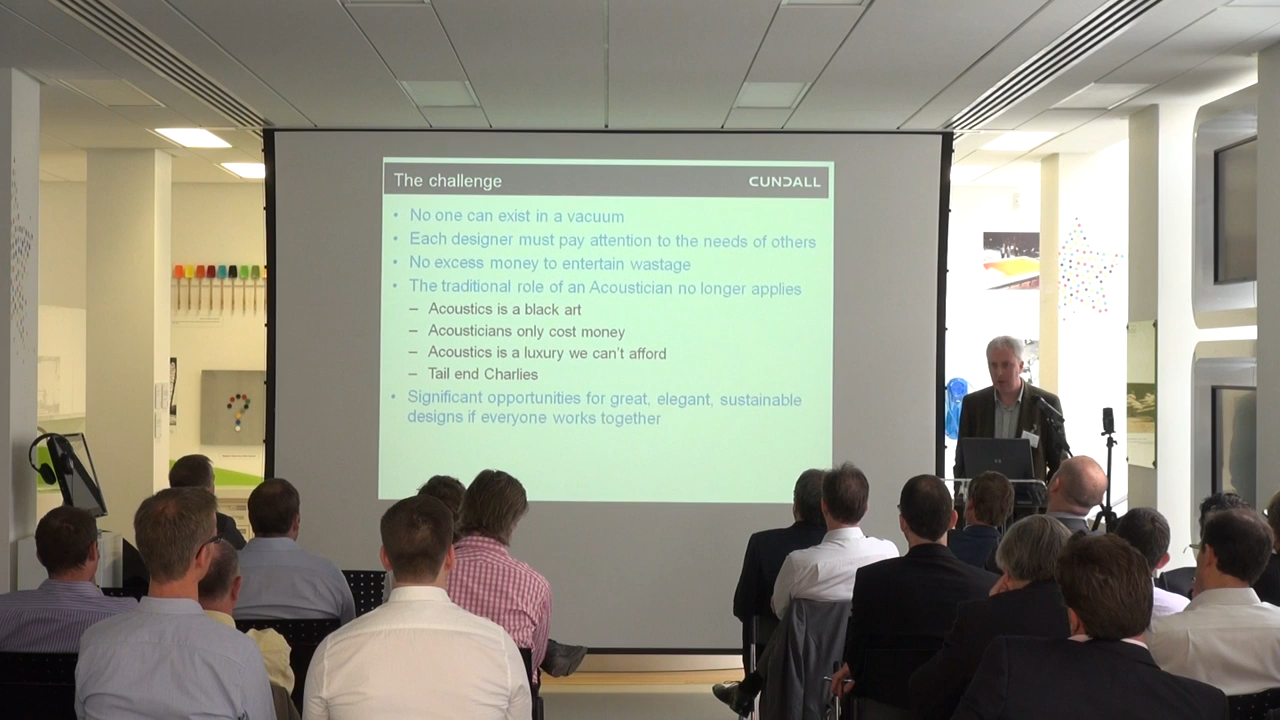 The challenge
CUNDALL
• No one can exist in a vacuum
• Each designer must pay attention to the needs of others
• No excess money to entertain wastage
• The traditional role of an Acoustician no longer applies
– Acoustics is a black art
– Acousticians only cost money
– Acoustics is a luxury we can't afford
– Tail end Charlies
• Significant opportunities for great, elegant, sustainable
designs if everyone works together